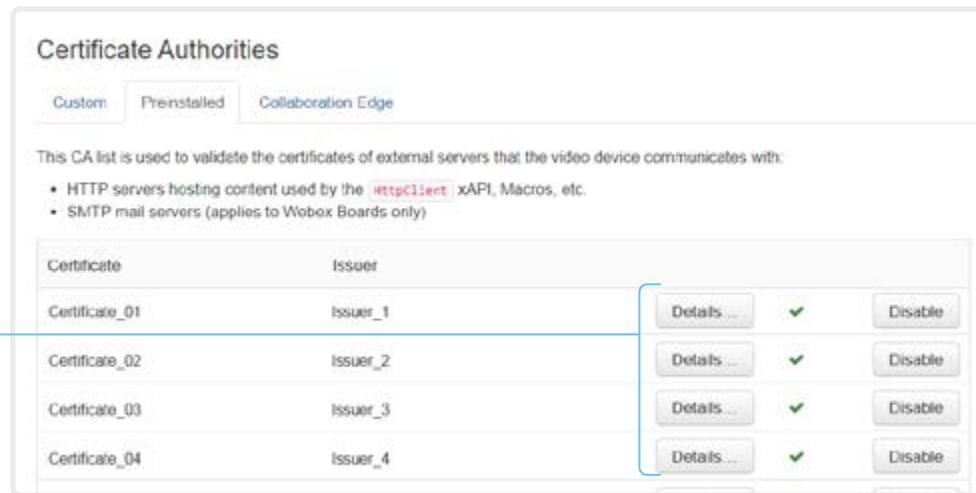 Certificate Authorities
Custom Preinstalled Collaboration Edge
This CA list is used to validate the certificates of external servers that the video device communicates with:
• HTTP servers hosting content used by the HttpClient xAPI, Macros, etc.
• SMTP mail servers (applies to Webex Boards only)
Certificate Issuer
Certificate_01 Issuer_1 Details... Disable
Certificate_02 Issuer_2 Details... Disable
Certificate_03 Issuer_3 Details... Disable
Certificate_04 Issuer_4 Details... Disable